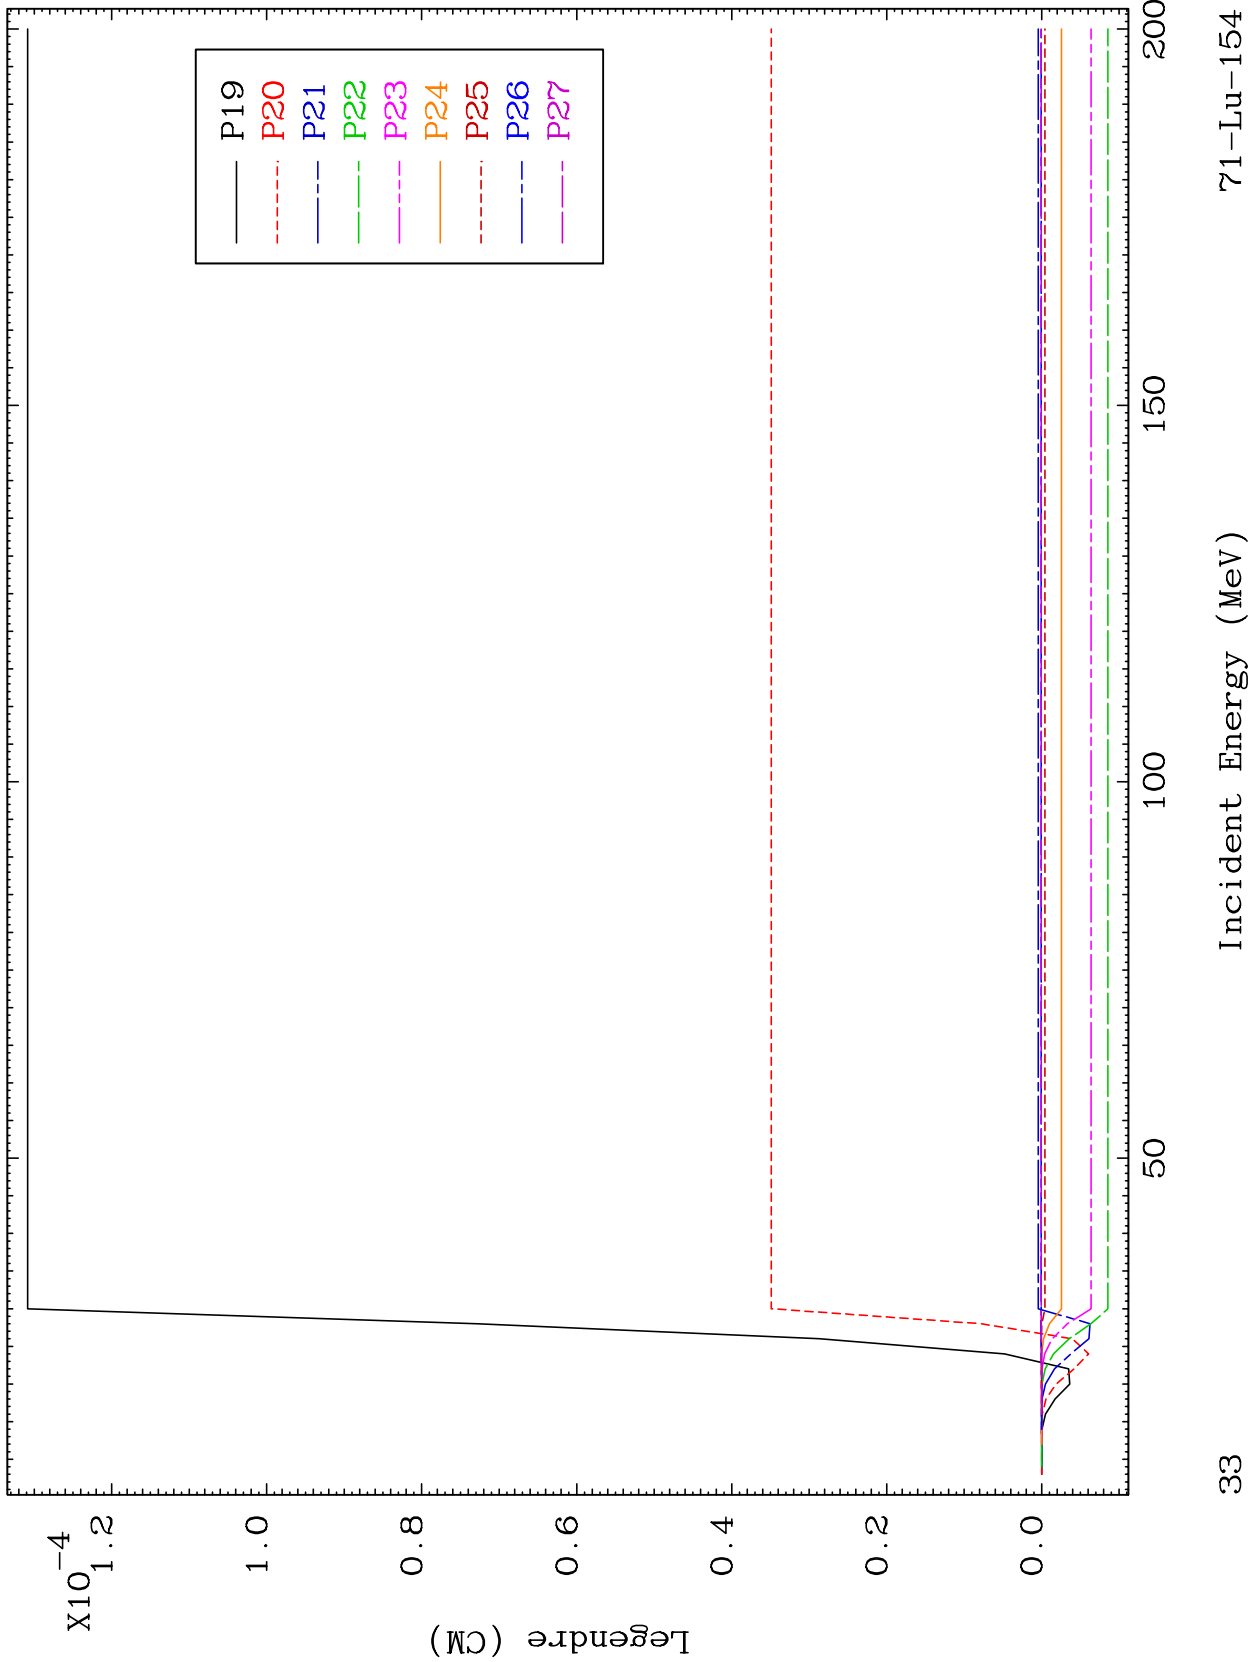 X10-4
1.2
1.0
0.8
0.6
0.4
0.2
0.0
Legendre (CM)
P19
P20
P21
P22
P23
P24
P25
P26
P27
50
100
150
200
Incident Energy (MeV)
33
71-Lu-154